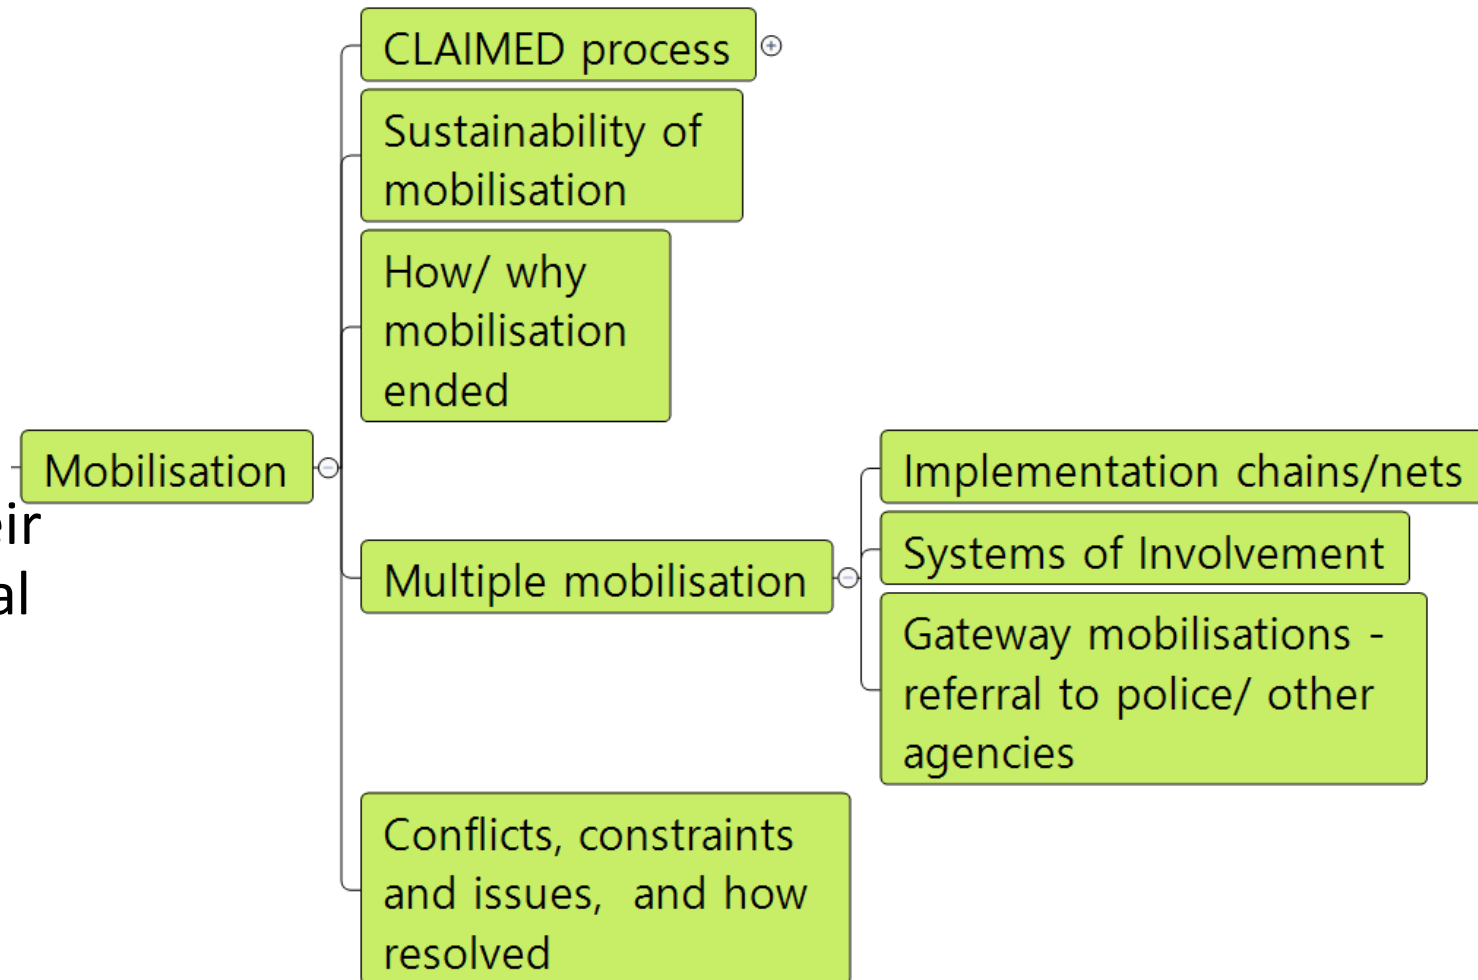 CLAIMED process
Sustainability of
mobilisation
How/ why
mobilisation
ended
Mobilisation
Multiple mobilisation
Implementation chains/nets
Systems of Involvement
Gateway mobilisations -
referral to police/ other
agencies
Conflicts, constraints
and issues,  and how
resolved